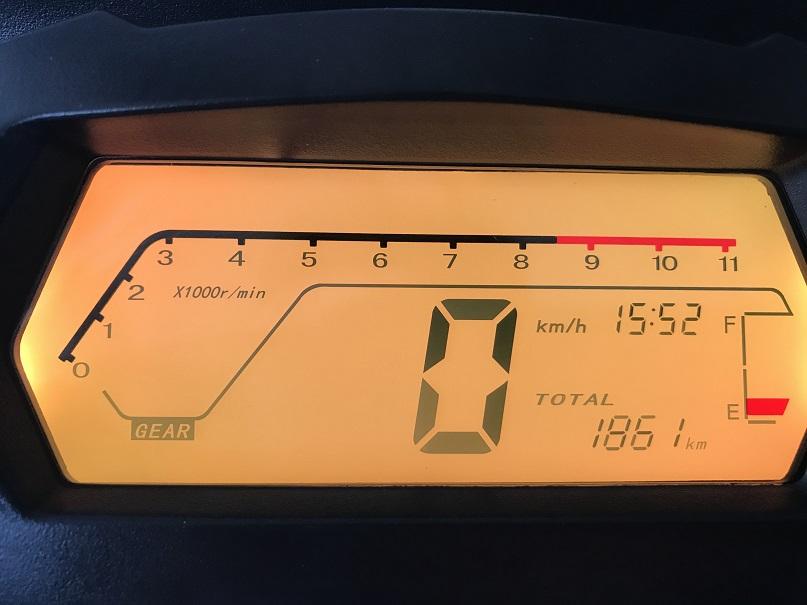 3 4 5 6 7 8 9 10 11
2 X1000r/min
1
0
0 km/h 15:52 F
TOTAL E
GEAR 1861 km